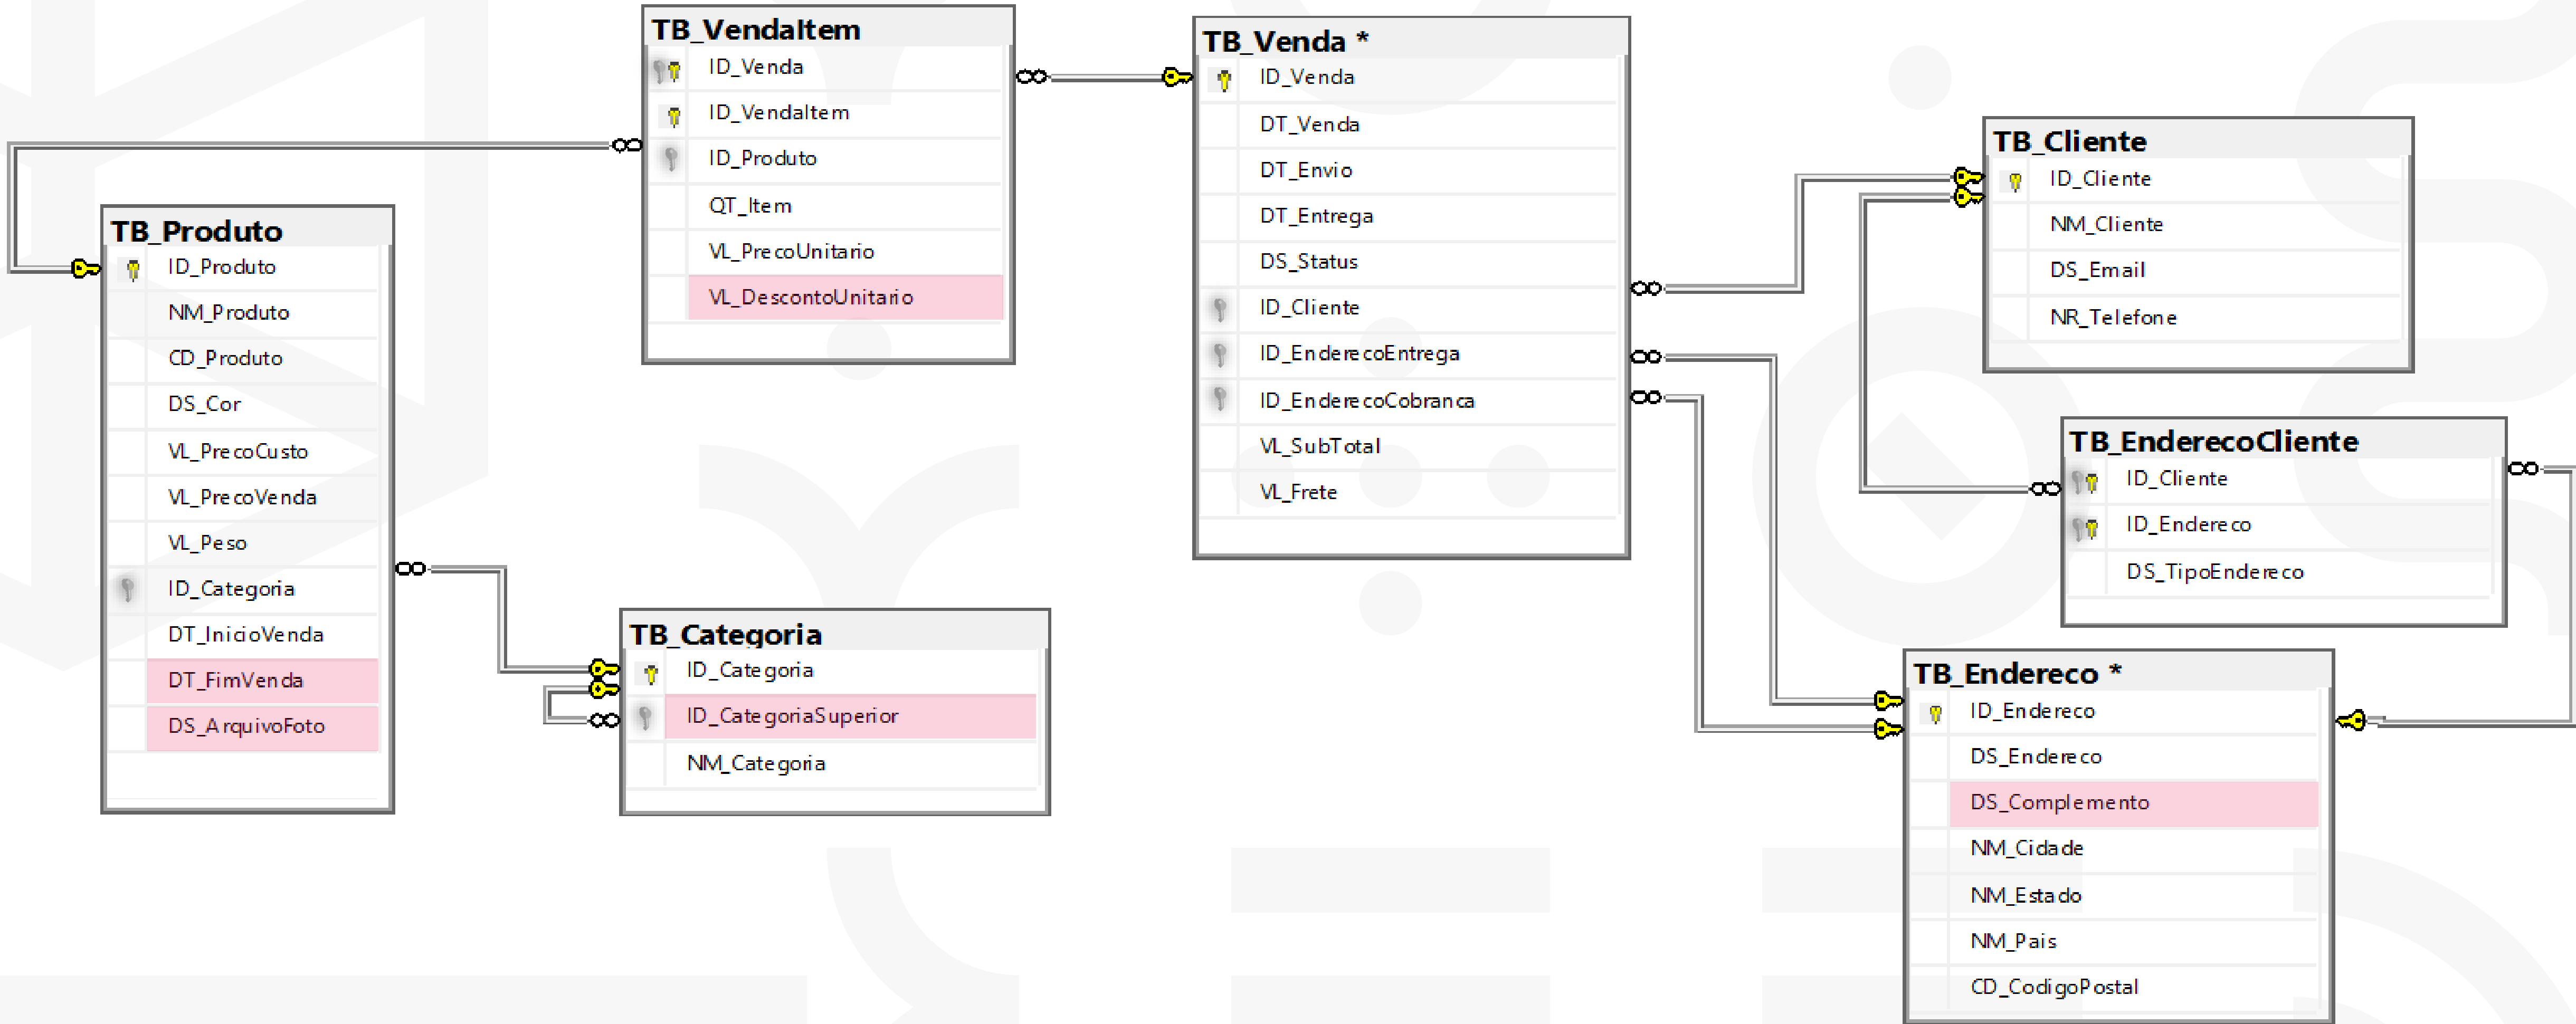 TB_VendaItem
ID_Venda
ID_VendaItem
ID_Produto
QT_Item
VL_PrecoUnitario
VL_DescontoUnitario
TB_Venda *
ID_Venda
DT_Venda
DT_Envio
DT_Entrega
DS_Status
ID_Cliente
ID_EnderecoEntrega
ID_EnderecoCobranca
VL_SubTotal
VL_Frete
TB_Cliente
ID_Cliente
NM_Cliente
DS_Email
NR_Telefone
TB_Produto
ID_Produto
NM_Produto
CD_Produto
DS_Cor
VL_PrecoCusto
VL_PrecoVenda
VL_Peso
ID_Categoria
DT_InicioVenda
DT_FimVenda
DS_ArquivoFoto
TB_Categoria
ID_Categoria
ID_CategoriaSuperior
NM_Categoria
TB_EnderecoCliente
ID_Cliente
ID_Endereco
DS_TipoEndereco
TB_Endereco *
ID_Endereco
DS_Endereco
DS_Complemento
NM_Cidade
NM_Estado
NM_Pais
CD_CodigoPostal